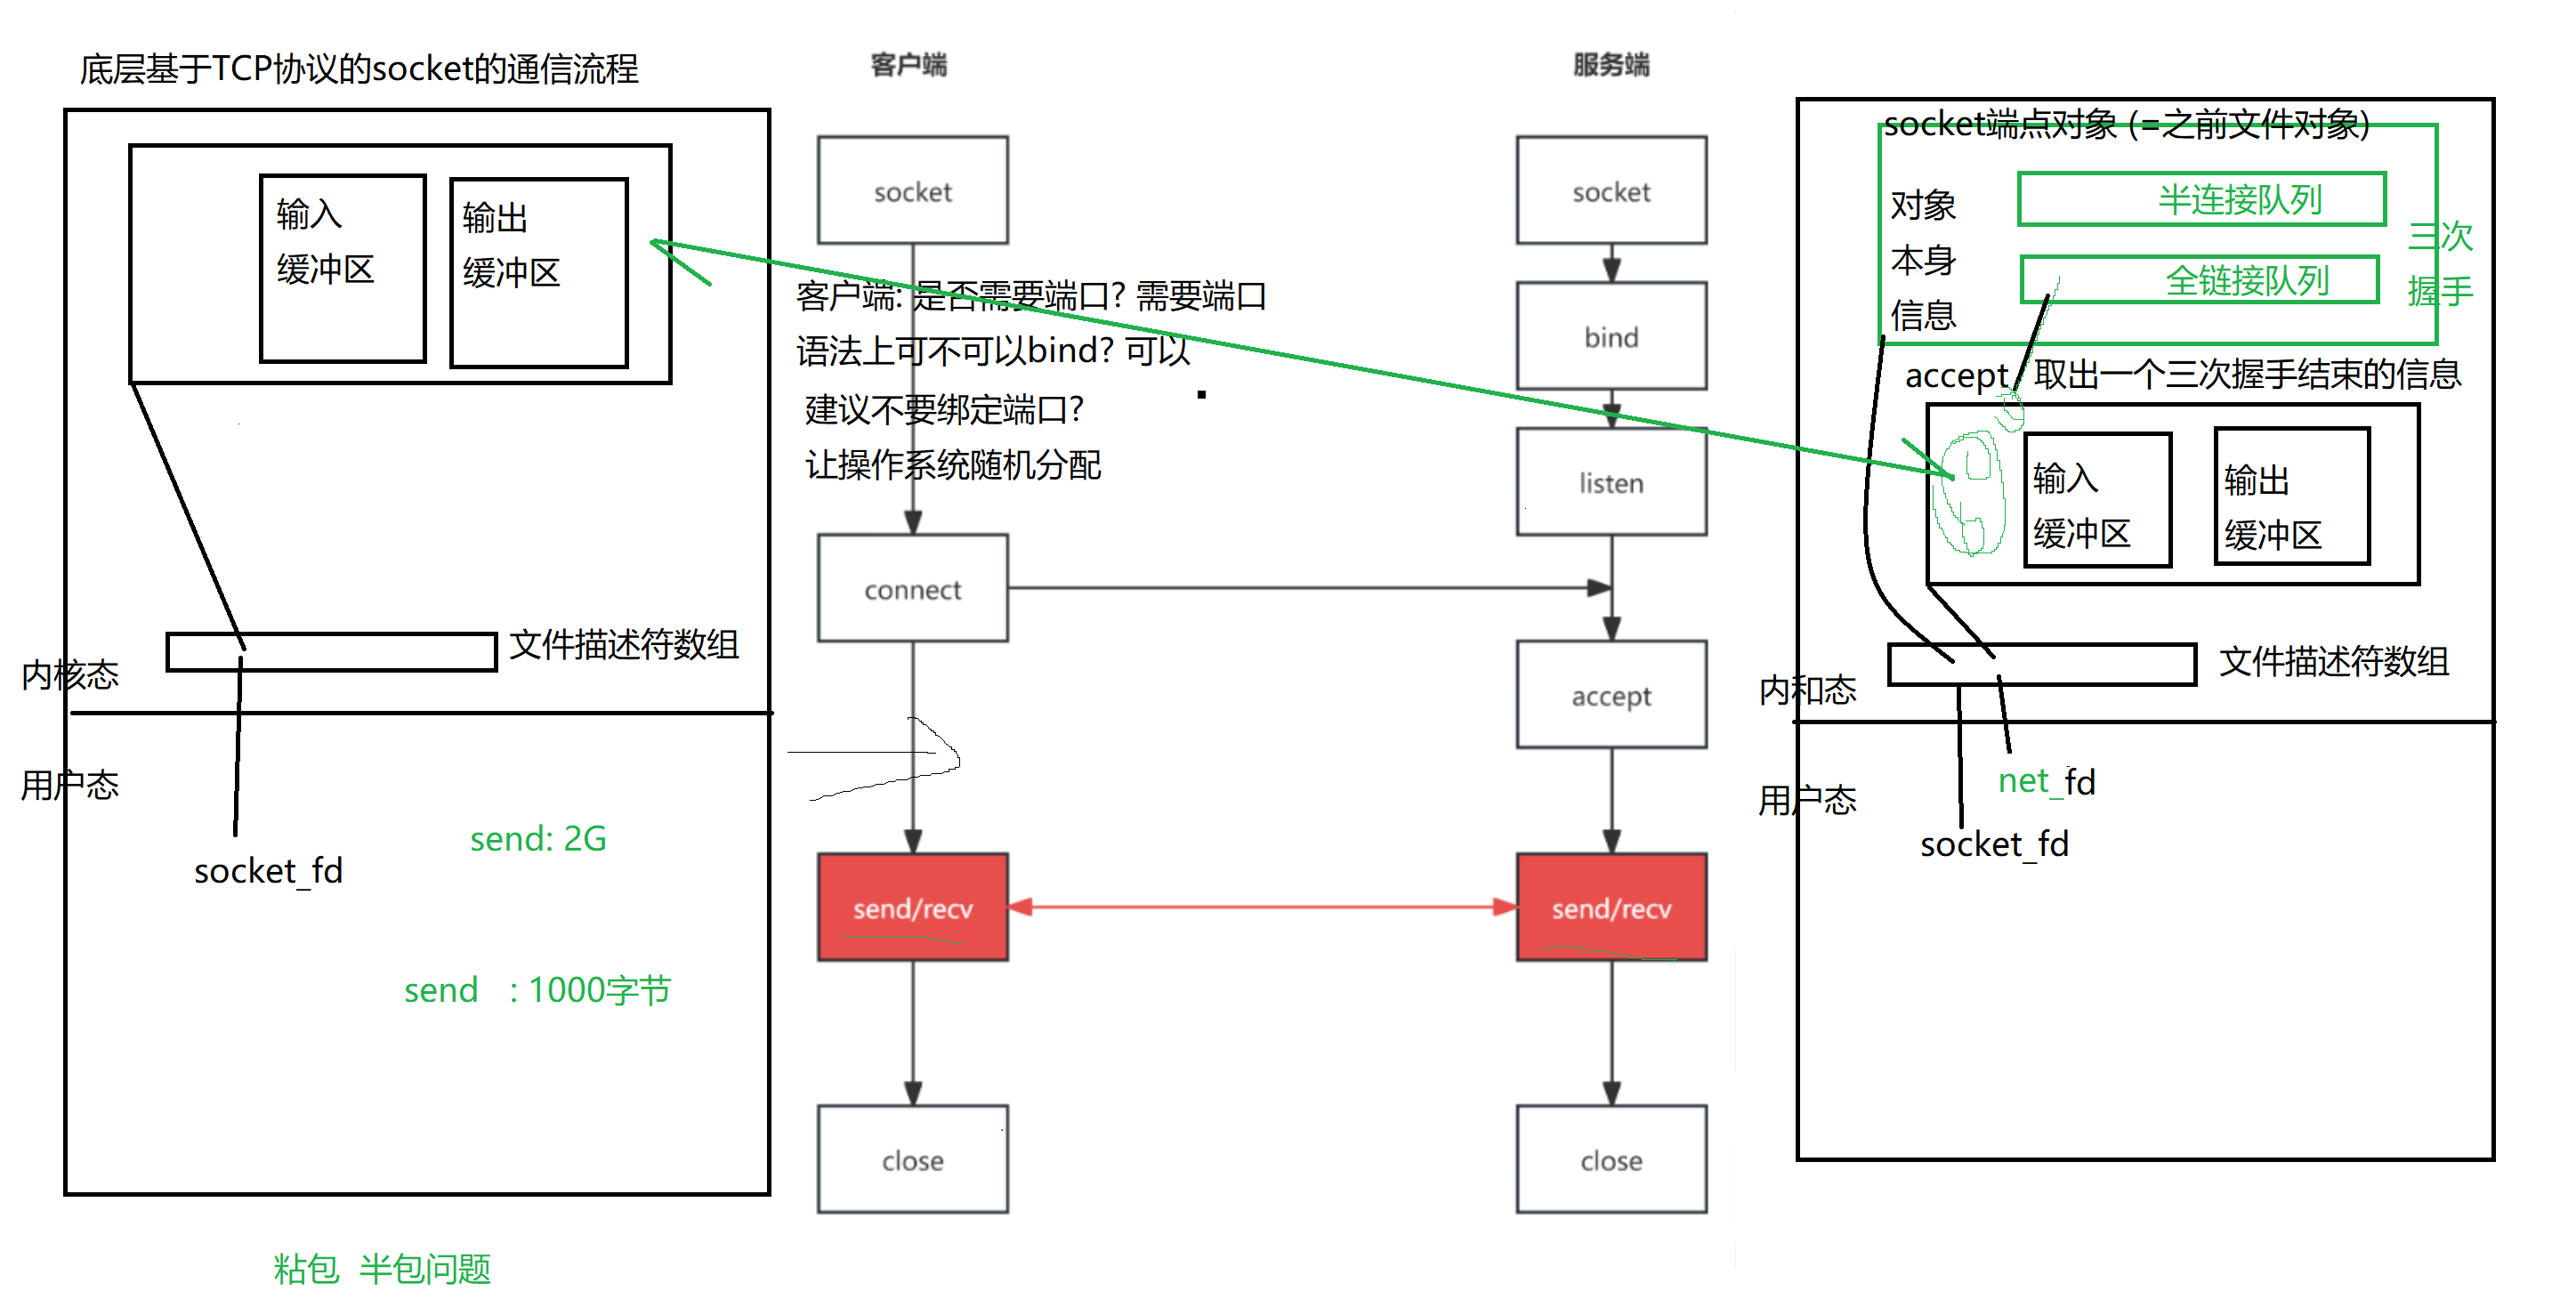 底层基于TCP协议的socket的通信流程
输入
缓冲区
输出
缓冲区
文件描述符数组
内核态
用户态
socket_fd
send: 2G
send : 1000字节
粘包 半包问题
客户端
socket
客户端: 是否需要端口? 需要端口
语法上可不可以bind? 可以
建议不要绑定端口?
让操作系统随机分配
connect
send/recv
close
服务端
socket
bind
listen
accept
send/recv
close
socket端点对象 (=之前文件对象)
对象
本身
信息
半连接队列
全链接队列
三次
握手
accept 取出一个三次握手结束的信息
输入
缓冲区
输出
缓冲区
文件描述符数组
内和态
用户态
net_fd
socket_fd